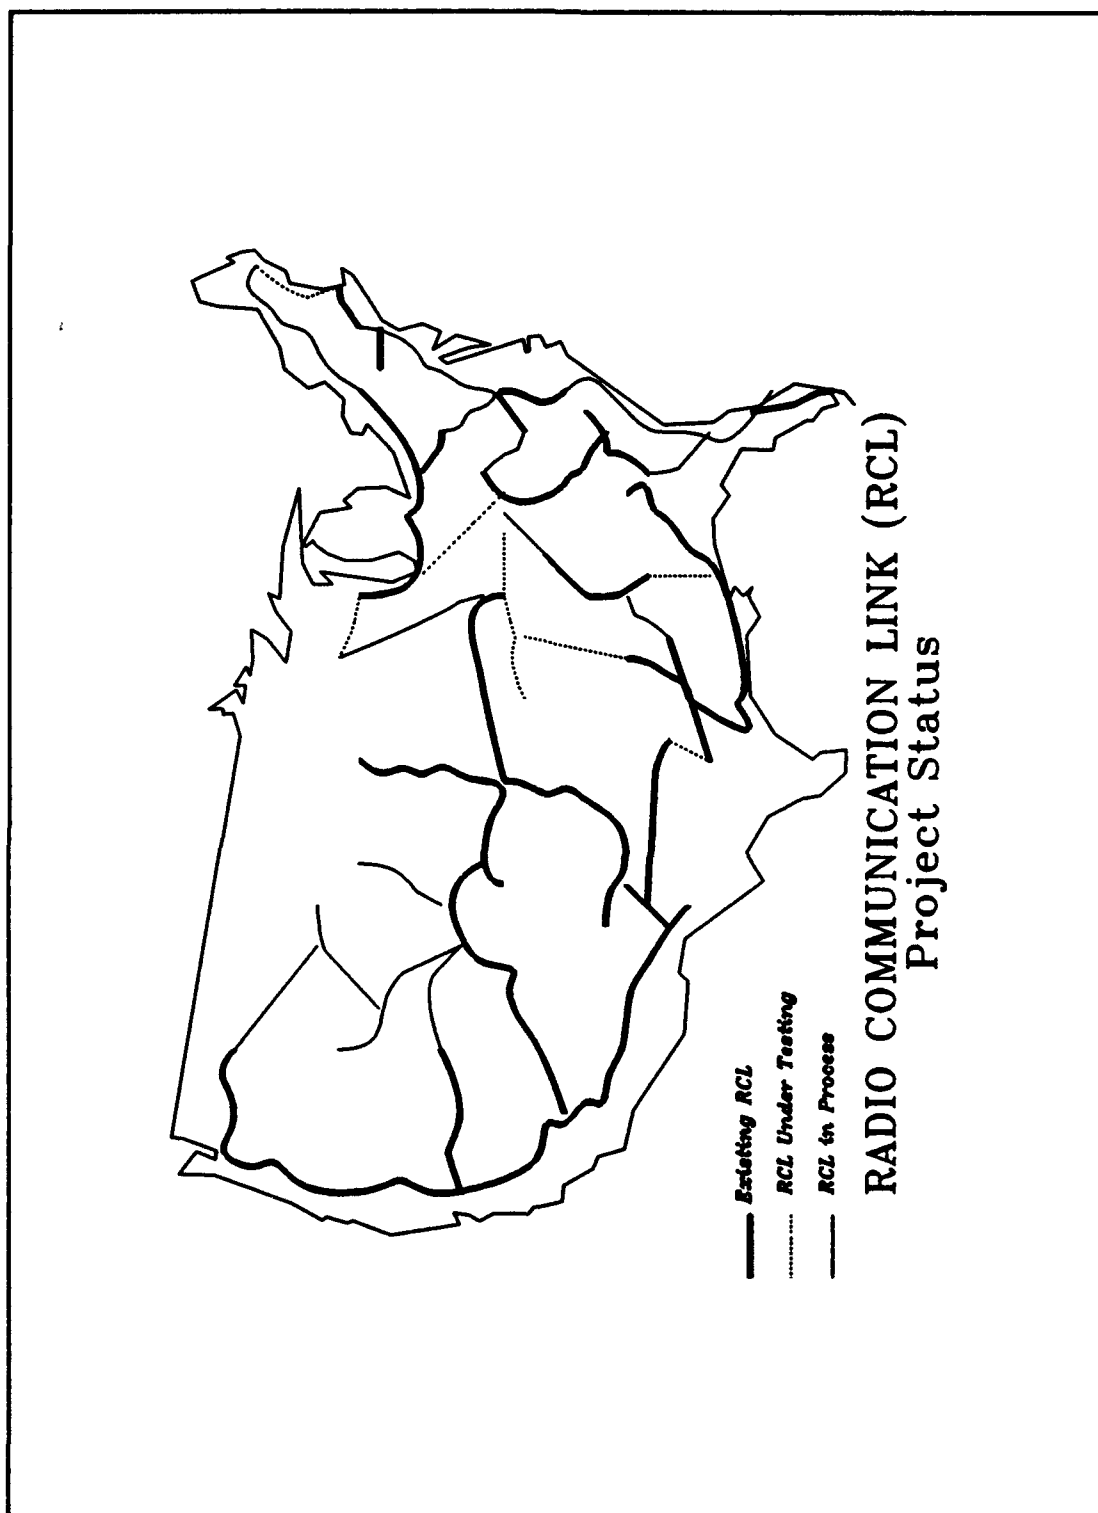 Existing RCL
RCL Under Testing
RCL in Process
RADIO COMMUNICATION LINK (RCL)
Project Status